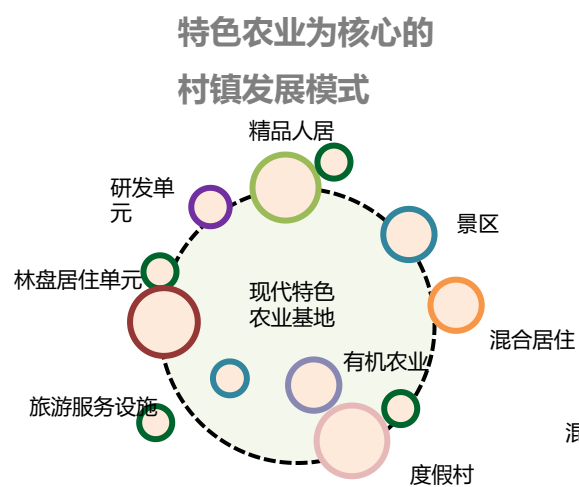 特色农业为核心的
村镇发展模式
精品人居
研发单
元
景区
林盘居住单元
现代特色
农业基地
混合居住
有机农业
旅游服务设施
混
度假村